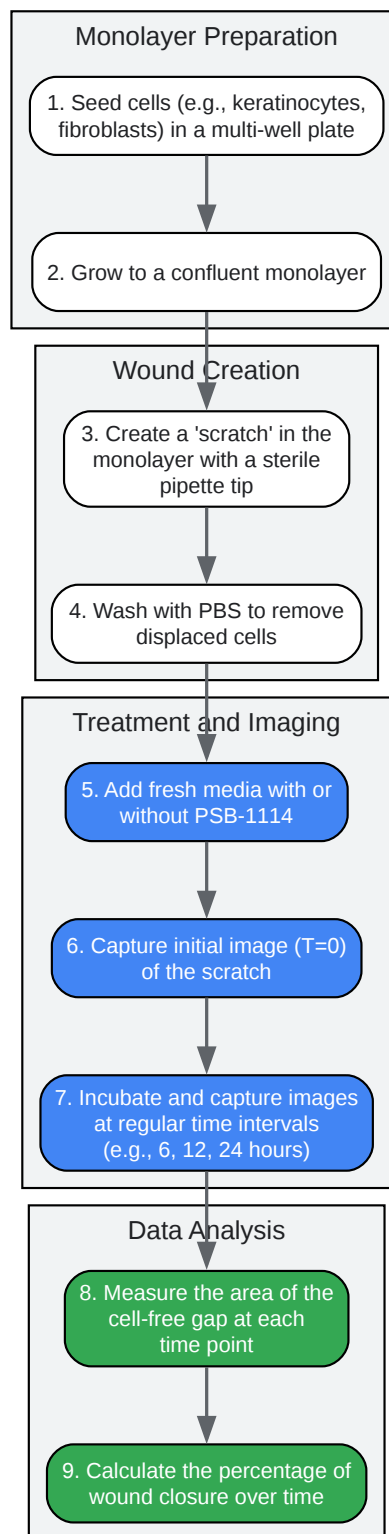 Monolayer Preparation
1. Seed cells (e.g., keratinocytes,
fibroblasts) in a multi-well plate
2. Grow to a confluent monolayer
Wound Creation
3. Create a 'scratch' in the
monolayer with a sterile
pipette tip
4. Wash with PBS to remove
displaced cells
Treatment and Imaging
5. Add fresh media with or
without PSB-1114
6. Capture initial image (T=0)
of the scratch
7. Incubate and capture images
at regular time intervals
(e.g., 6, 12, 24 hours)
Data Analysis
8. Measure the area of the
cell-free gap at each
time point
9. Calculate the percentage of
wound closure over time